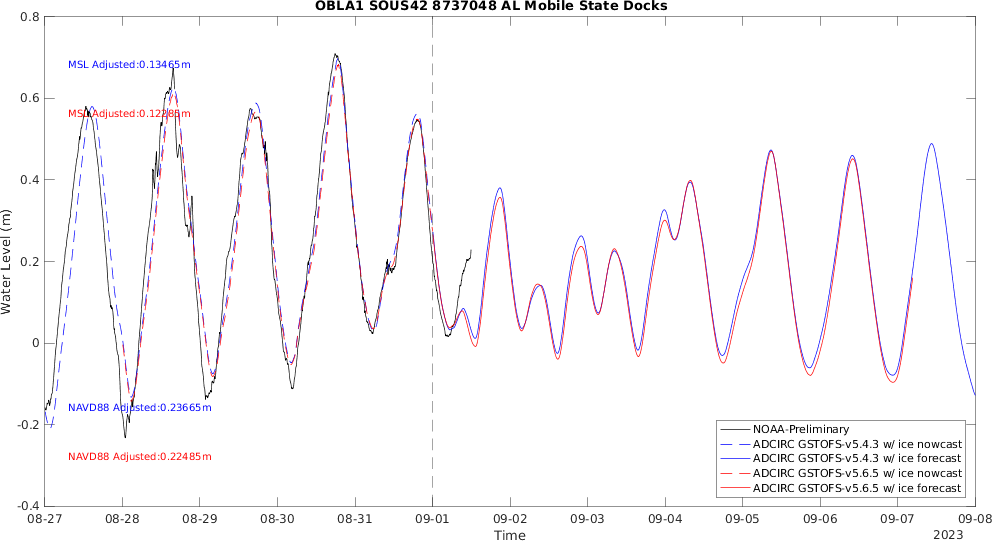 OBLA1 SOUS42 8737048 AL Mobile State Docks
0.8
0.6
0.4
0.2
0
-0.2
-0.4
Water Level (m)
MSL Adjusted:0.13465m
MSL Adjusted:0.12285m
NAVD88 Adjusted:0.23665m
NAVD88 Adjusted:0.22485m
NOAA-Preliminary
ADCIRC GSTOFS-v5.4.3 w/ ice nowcast
ADCIRC GSTOFS-v5.4.3 w/ ice forecast
ADCIRC GSTOFS-v5.6.5 w/ ice nowcast
ADCIRC GSTOFS-v5.6.5 w/ ice forecast
08-27 08-28 08-29 08-30 08-31 09-01 09-02 09-03 09-04 09-05 09-06 09-07 09-08
Time
2023